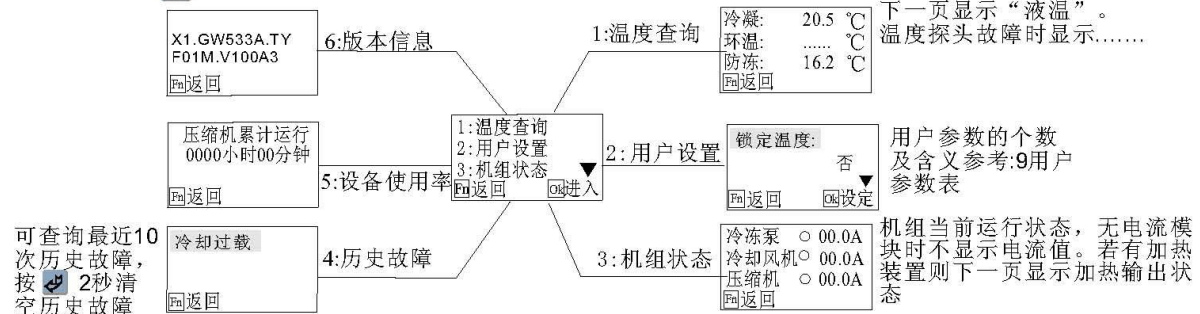 X1.GW533A.TY
F01M.V100A3
Fn返回
6:版本信息
1:温度查询
冷凝: 20.5 ℃
环温: ...... ℃
防冻: 16.2 ℃
Fn返回
下一页显示“液温”。
温度探头故障时显示.......
压缩机累计运行
0000小时00分钟
Fn返回
5:设备使用率
1:温度查询
2:用户设置
3:机组状态
Fn返回 Ok进入
2:用户设置
锁定温度:
否
Fn返回 Ok设定
用户参数的个数
及含义参考:9用户
参数表
可查询最近10
次历史故障,
按 2秒清
空历史故障
冷却过载
Fn返回
4:历史故障
3:机组状态
冷冻泵 ○ 00.0A
冷却风机○ 00.0A
压缩机 ○ 00.0A
Fn返回
机组当前运行状态，无电流模
块时不显示电流值。若有加热
装置则下一页显示加热输出状
态